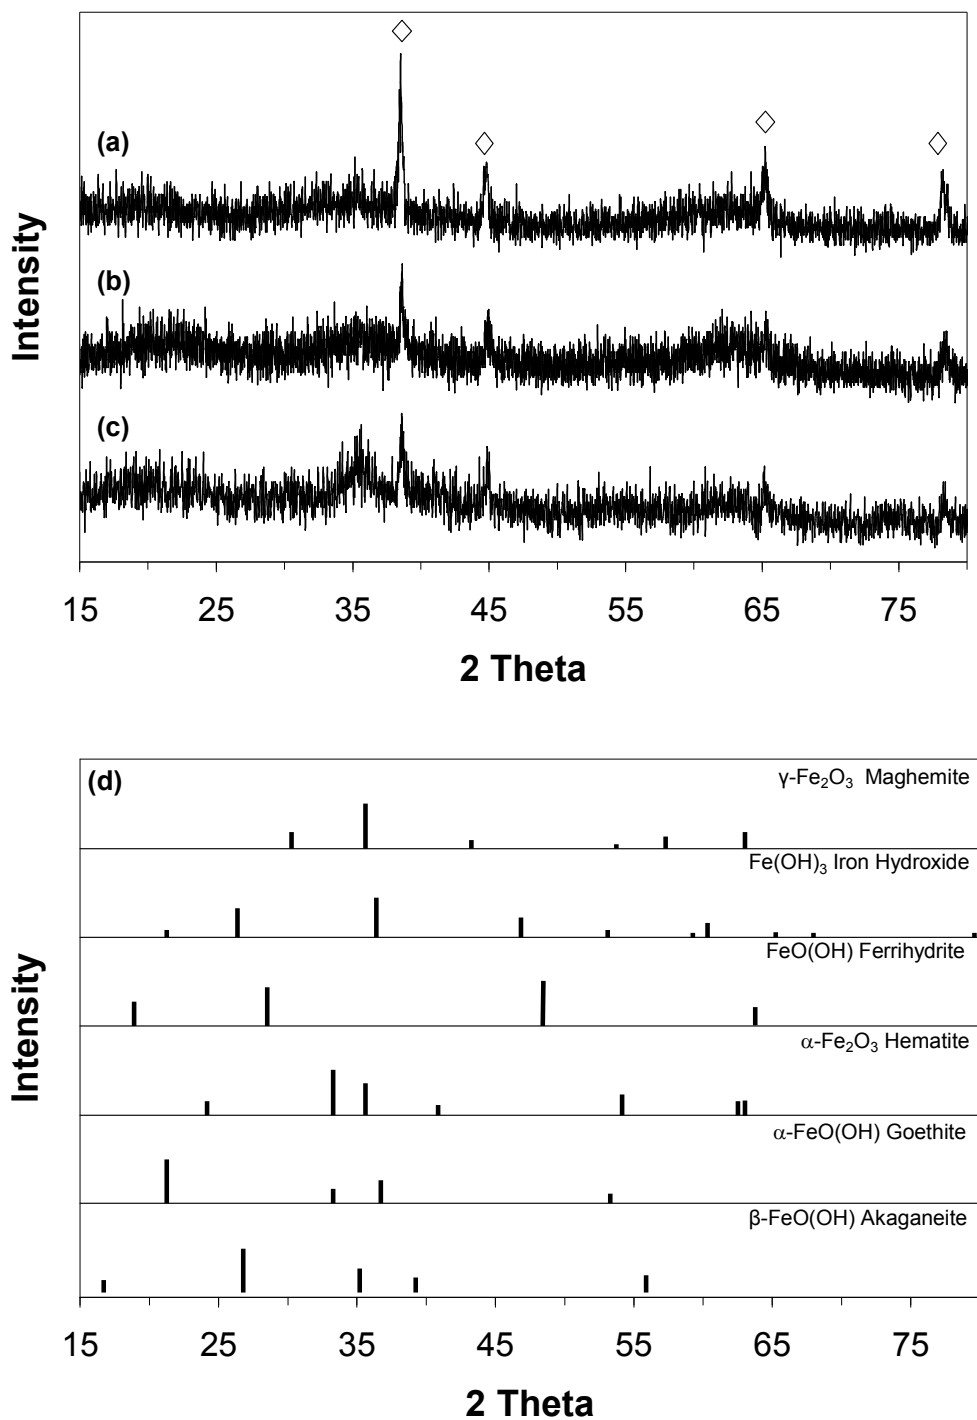 (a)
(b)
(c)
Intensity
15 25 35 45 55 65 75
2 Theta
(d)
γ-Fe₂O₃ Maghemite
Fe(OH)₃ Iron Hydroxide
FeO(OH) Ferrihydrite
α-Fe₂O₃ Hematite
α-FeO(OH) Goethite
β-FeO(OH) Akaganeite
Intensity
15 25 35 45 55 65 75
2 Theta